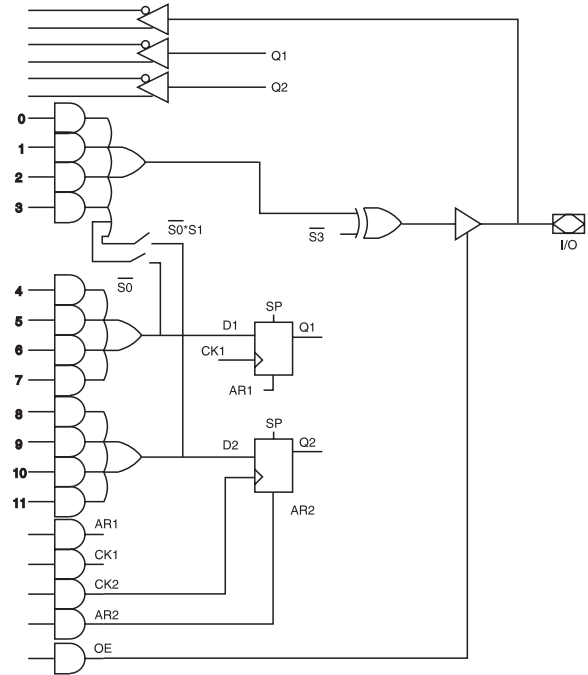 Q1
Q2
0
1
2
3
S0*S1
S3
I/O
S0
4
SP
5
D1
Q1
6
CK1
7
AR1
8
SP
9
D2
Q2
10
11
AR2
AR1
CK1
CK2
AR2
OE